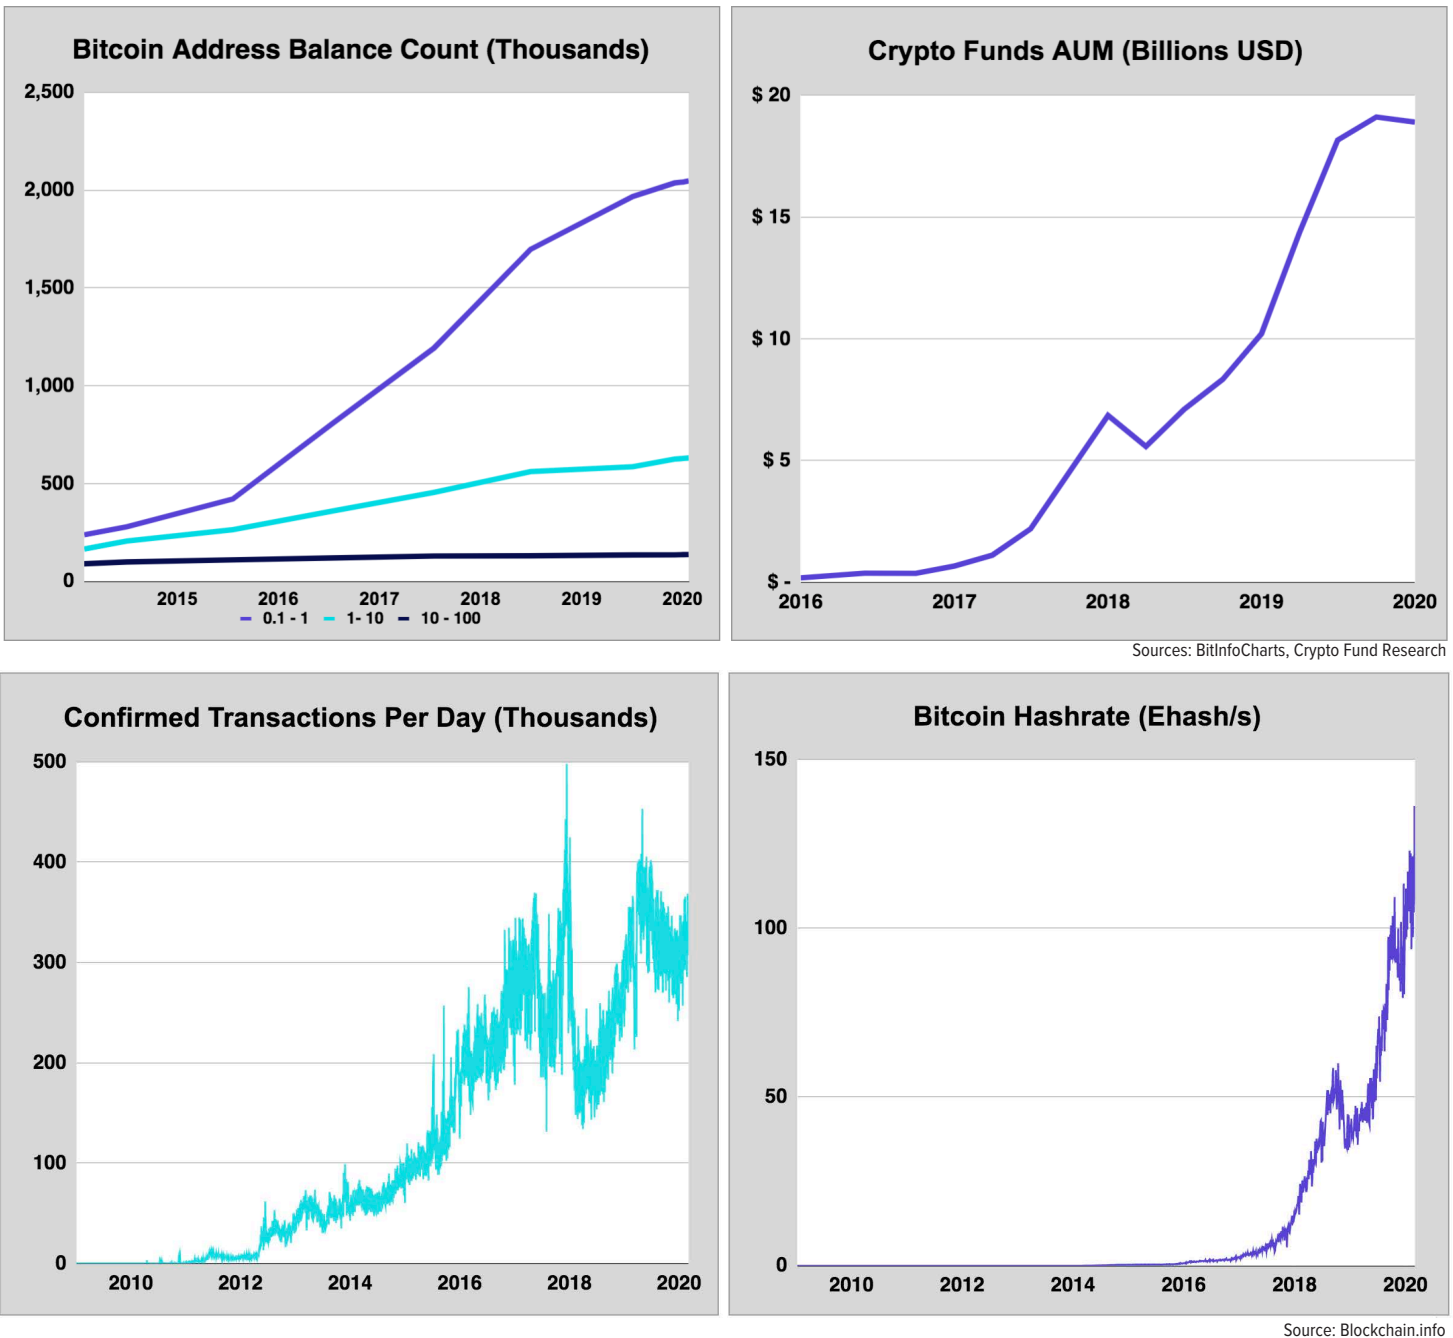 Bitcoin Address Balance Count (Thousands)
2,500
2,000
1,500
1,000
500
0
2015 2016 2017 2018 2019 2020
0.1 - 1 1- 10 10 - 100
Crypto Funds AUM (Billions USD)
$ 20
$ 15
$ 10
$ 5
$ -
2016 2017 2018 2019 2020
Sources: BitInfoCharts, Crypto Fund Research
Confirmed Transactions Per Day (Thousands)
500
400
300
200
100
0
2010 2012 2014 2016 2018 2020
Bitcoin Hashrate (Ehash/s)
150
100
50
0
2010 2012 2014 2016 2018 2020
Source: Blockchain.info